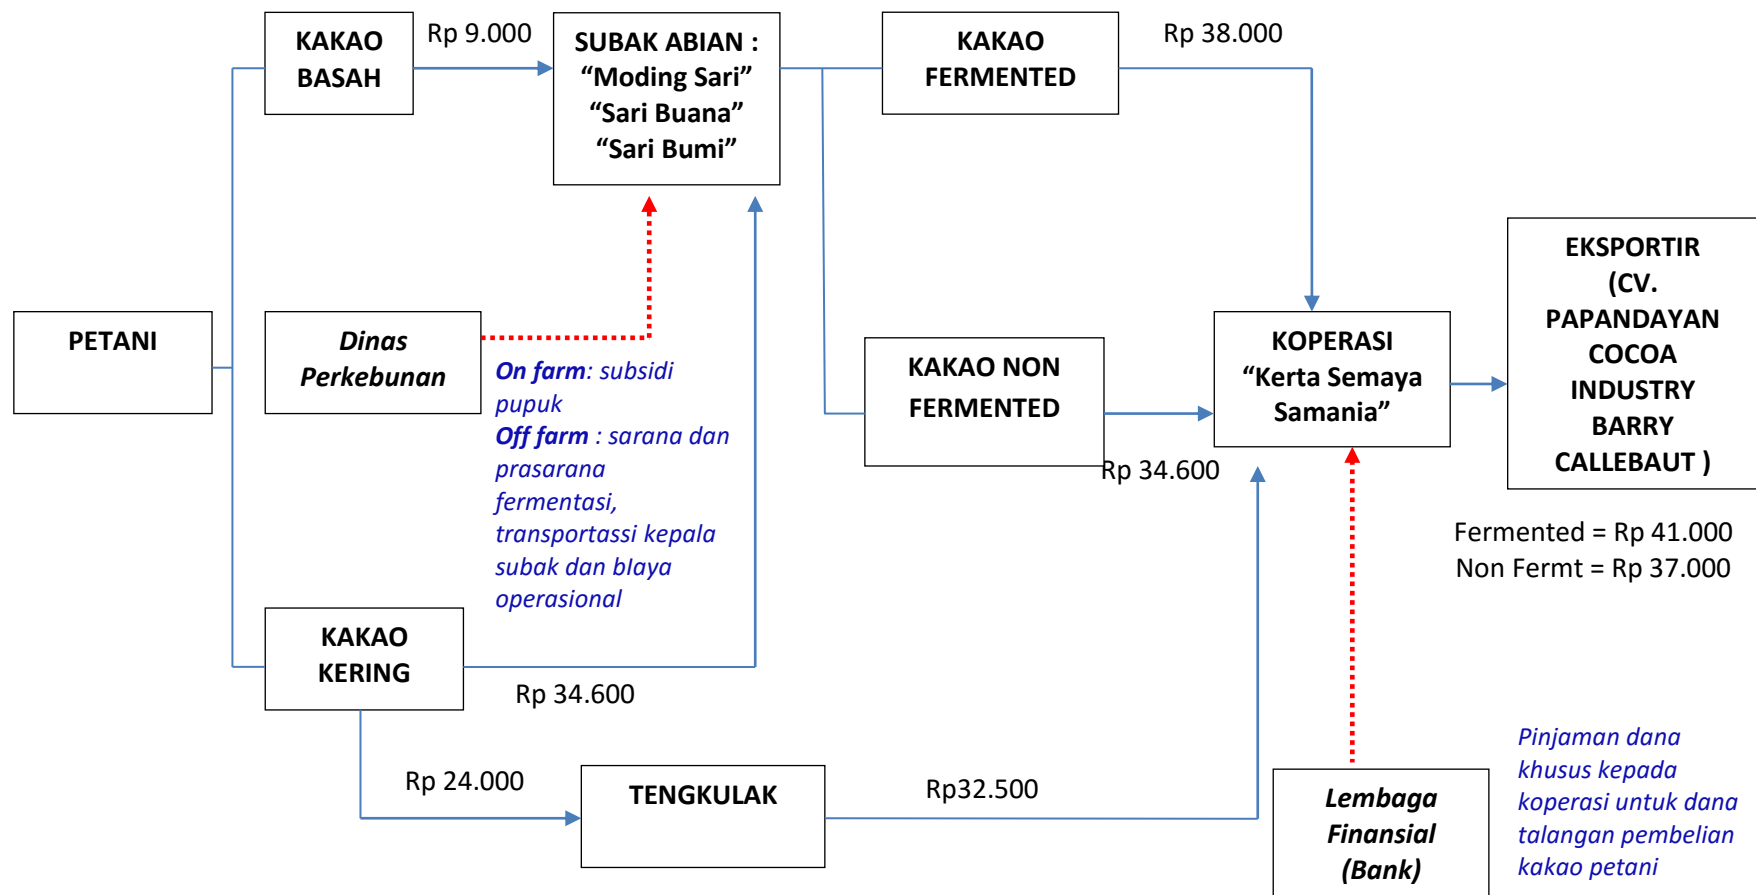 KAKAO
BASAH
Rp 9.000
SUBAK ABIAN :
“Moding Sari”
“Sari Buana”
“Sari Bumi”
KAKAO
FERMENTED
Rp 38.000
EKSPORTIR
(CV.
PAPANDAYAN
COCOA
INDUSTRY
BARRY
CALLEBAUT )
PETANI
Dinas
Perkebunan
On farm: subsidi
pupuk
Off farm : sarana dan
prasarana
fermentasi,
transportassi kepala
subak dan bIaya
operasional
KAKAO NON
FERMENTED
Rp 34.600
KOPERASI
“Kerta Semaya
Samania”
Fermented = Rp 41.000
Non Fermt = Rp 37.000
KAKAO
KERING
Rp 34.600
Rp 24.000
TENGKULAK
Rp32.500
Lembaga
Finansial
(Bank)
Pinjaman dana
khusus kepada
koperasi untuk dana
talangan pembelian
kakao petani